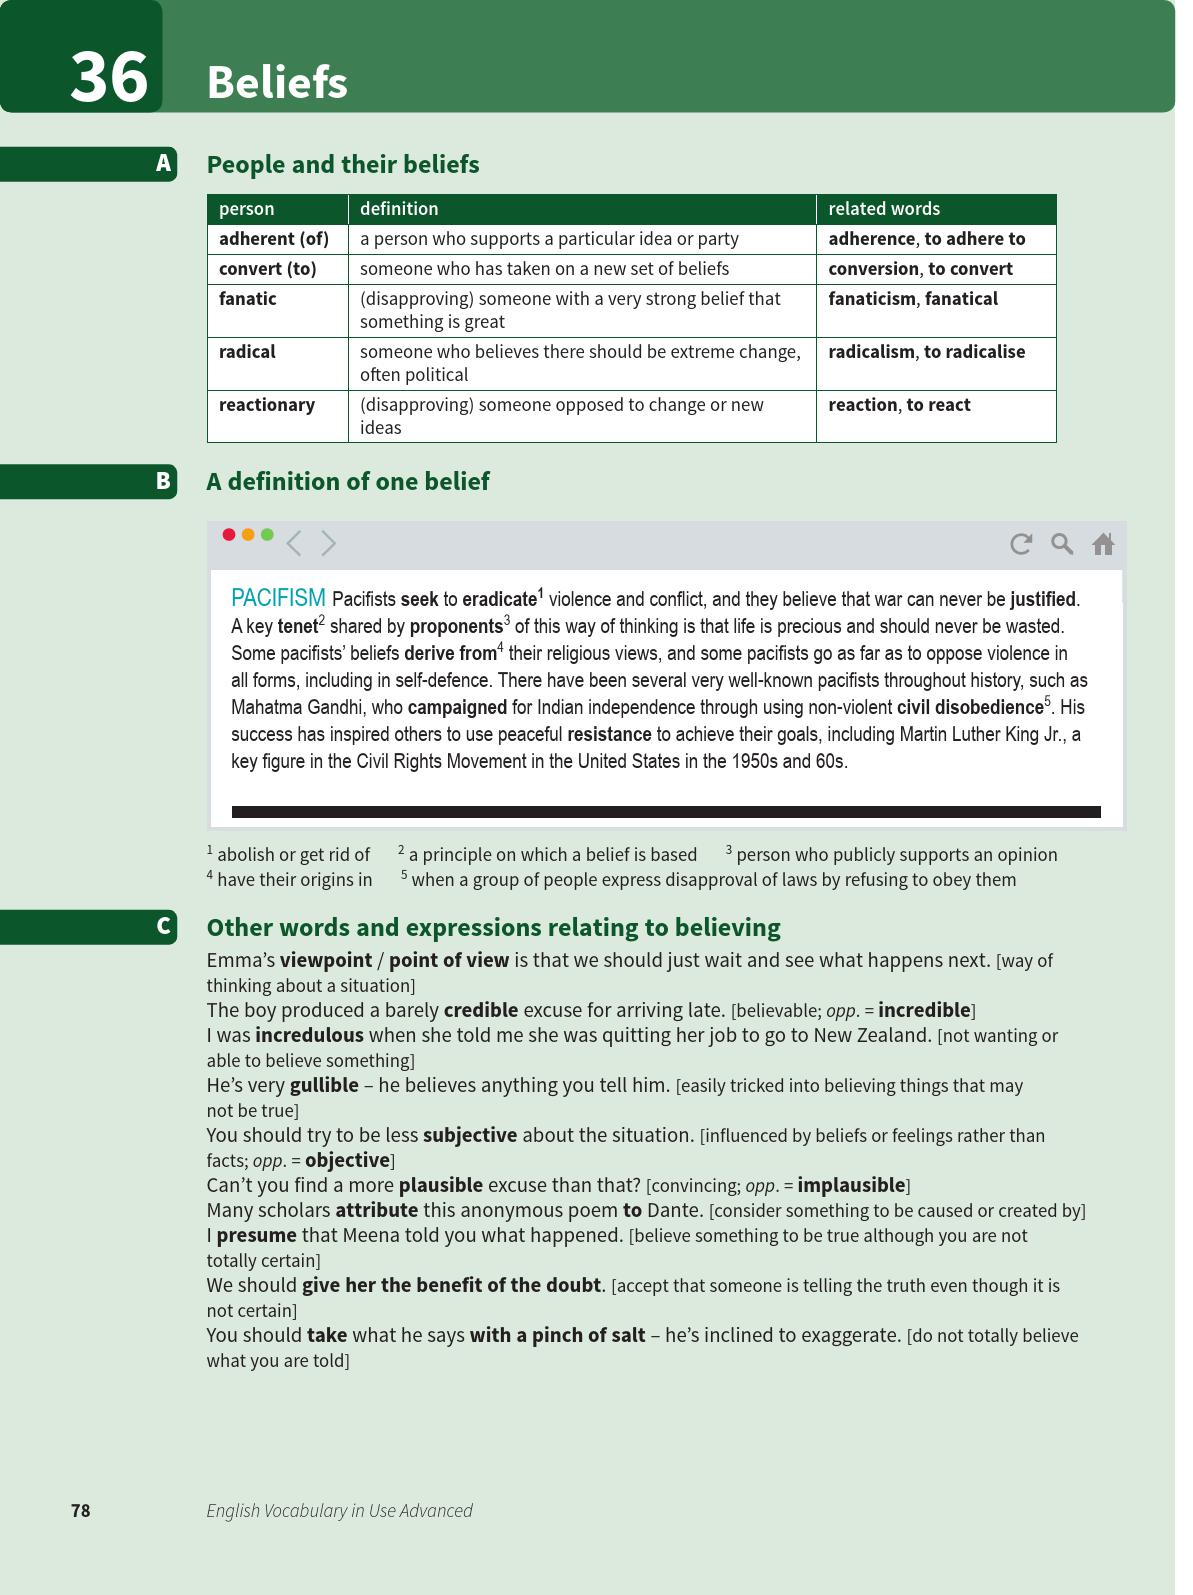 36
Beliefs
A
People and their beliefs
person definition related words
adherent (of) a person who supports a particular idea or party adherence, to adhere to
convert (to) someone who has taken on a new set of beliefs conversion, to convert
fanatic (disapproving) someone with a very strong belief that fanaticism, fanatical
something is great
radical someone who believes there should be extreme change, radicalism, to radicalise
often political
reactionary (disapproving) someone opposed to change or new reaction, to react
ideas
B
A definition of one belief
PACIFISM Pacifists seek to eradicate¹ violence and conflict, and they believe that war can never be justified.
A key tenet² shared by proponents³ of this way of thinking is that life is precious and should never be wasted.
Some pacifists’ beliefs derive from⁴ their religious views, and some pacifists go as far as to oppose violence in
all forms, including in self-defence. There have been several very well-known pacifists throughout history, such as
Mahatma Gandhi, who campaigned for Indian independence through using non-violent civil disobedience⁵. His
success has inspired others to use peaceful resistance to achieve their goals, including Martin Luther King Jr., a
key figure in the Civil Rights Movement in the United States in the 1950s and 60s.
¹ abolish or get rid of ² a principle on which a belief is based ³ person who publicly supports an opinion
⁴ have their origins in ⁵ when a group of people express disapproval of laws by refusing to obey them
C
Other words and expressions relating to believing
Emma’s viewpoint / point of view is that we should just wait and see what happens next. [way of
thinking about a situation]
The boy produced a barely credible excuse for arriving late. [believable; opp. = incredible]
I was incredulous when she told me she was quitting her job to go to New Zealand. [not wanting or
able to believe something]
He’s very gullible – he believes anything you tell him. [easily tricked into believing things that may
not be true]
You should try to be less subjective about the situation. [influenced by beliefs or feelings rather than
facts; opp. = objective]
Can’t you find a more plausible excuse than that? [convincing; opp. = implausible]
Many scholars attribute this anonymous poem to Dante. [consider something to be caused or created by]
I presume that Meena told you what happened. [believe something to be true although you are not
totally certain]
We should give her the benefit of the doubt. [accept that someone is telling the truth even though it is
not certain]
You should take what he says with a pinch of salt – he’s inclined to exaggerate. [do not totally believe
what you are told]
78
English Vocabulary in Use Advanced